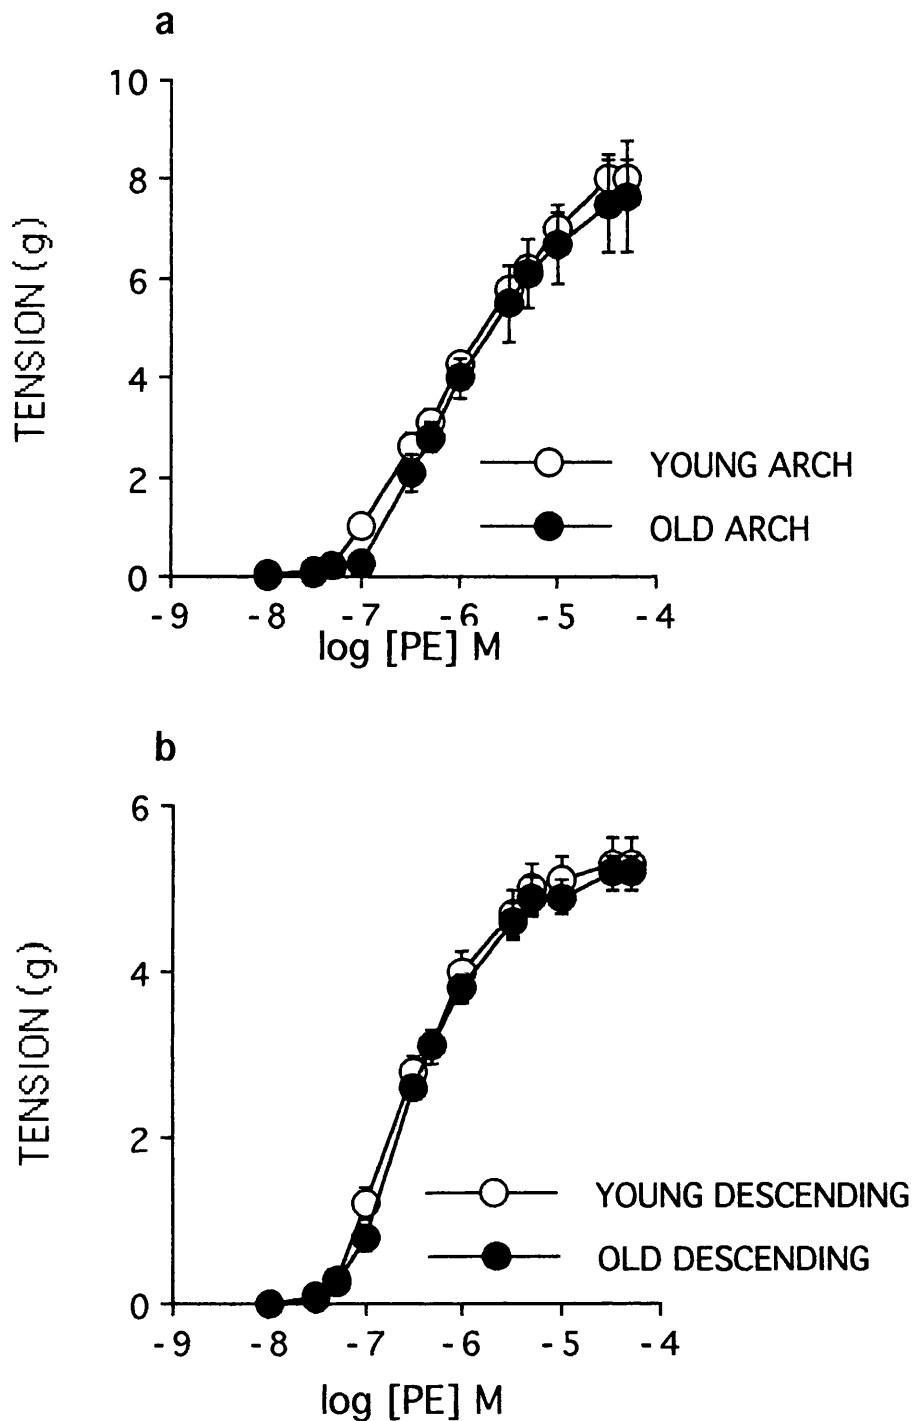 a
10
8
6
4
2
0
TENSION (g)
YOUNG ARCH
OLD ARCH
-9 -8 -7 -6 -5 -4
log [PE] M
b
6
4
2
0
TENSION (g)
YOUNG DESCENDING
OLD DESCENDING
-9 -8 -7 -6 -5 -4
log [PE] M